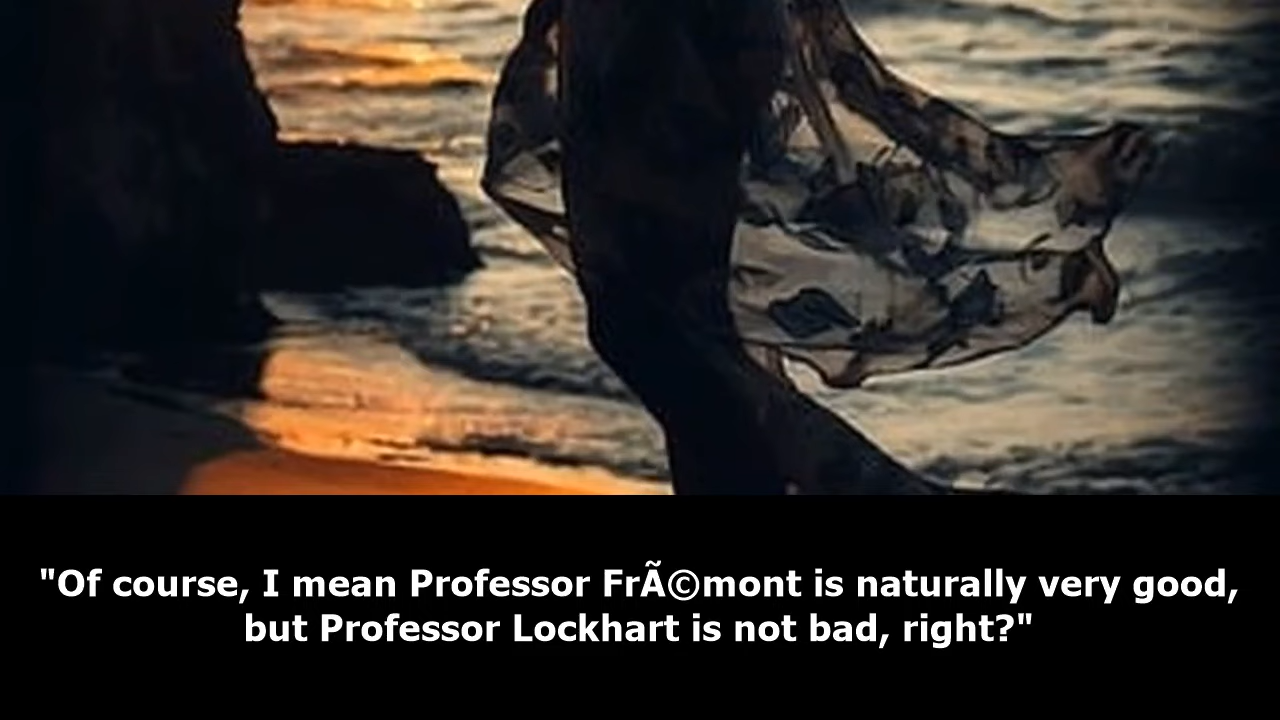 "Of course, I mean Professor FrÃ©mont is naturally very good,
but Professor Lockhart is not bad, right?"